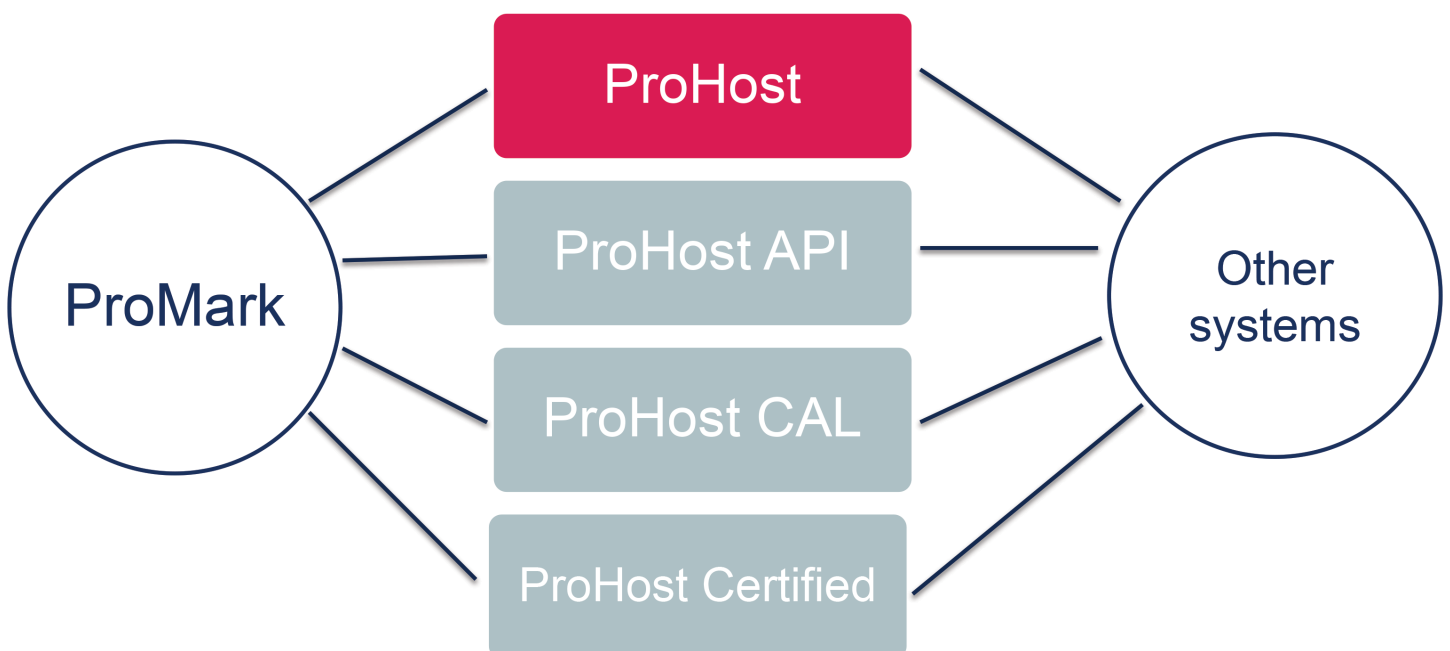 ProHost
ProHost API
ProMark
Other
systems
ProHost CAL
ProHost Certified